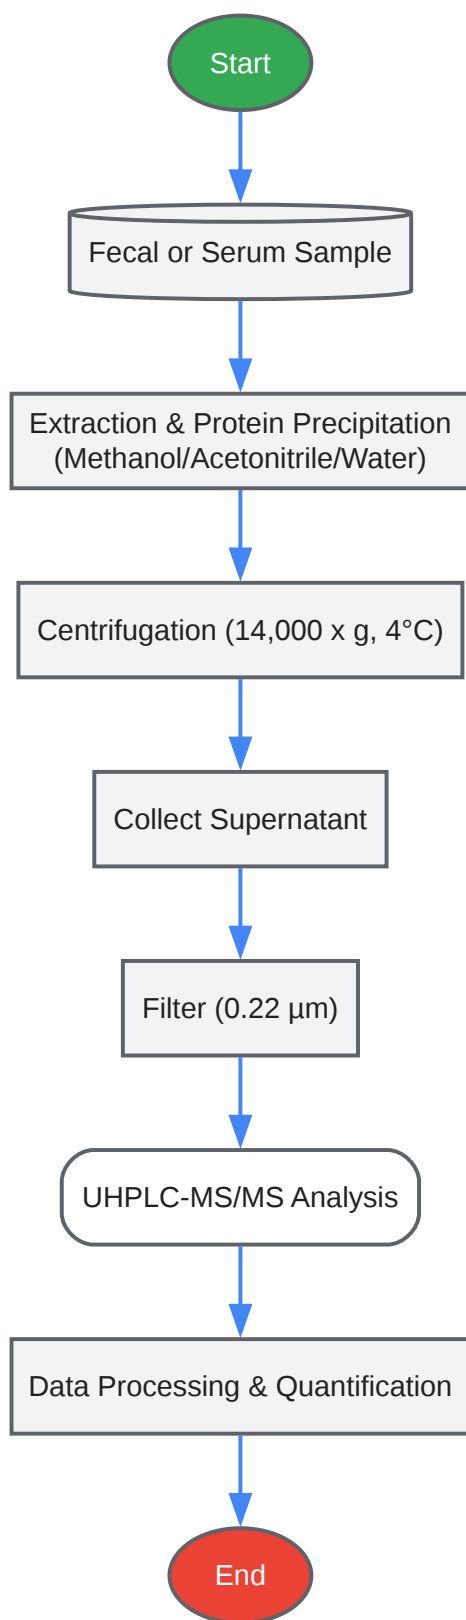 Start
Fecal or Serum Sample
Extraction & Protein Precipitation
(Methanol/Acetonitrile/Water)
Centrifugation (14,000 x g, 4°C)
Collect Supernatant
Filter (0.22 µm)
UHPLC-MS/MS Analysis
Data Processing & Quantification
End